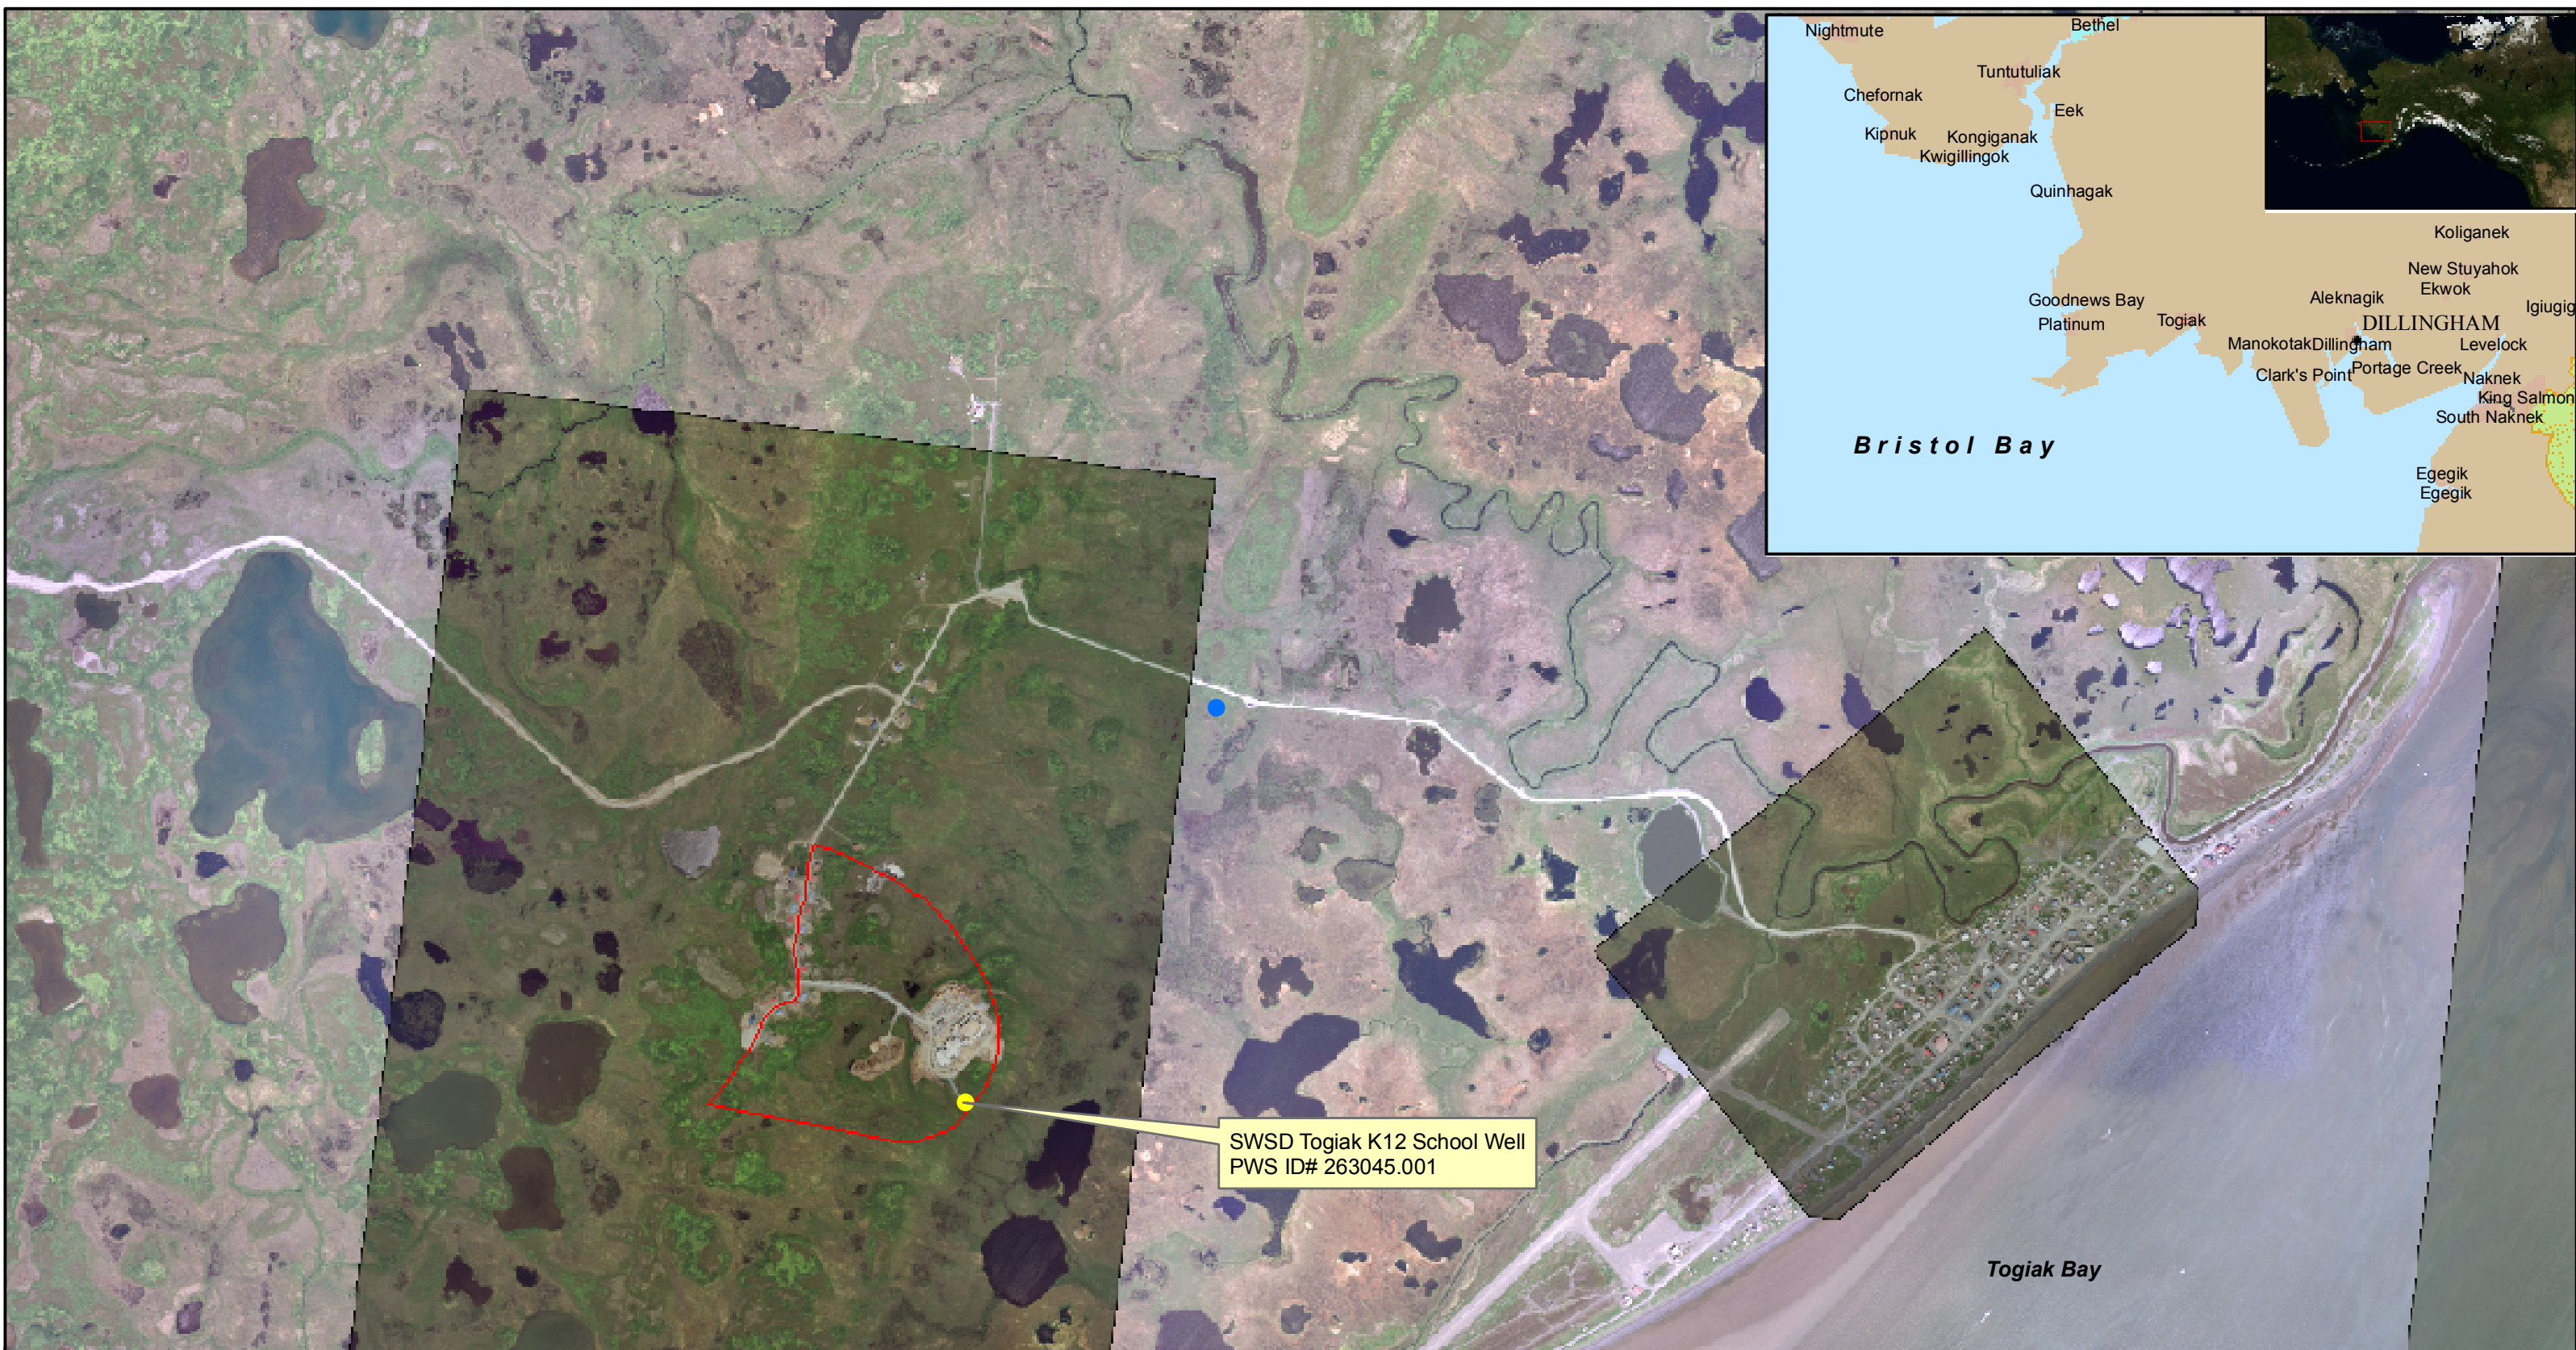 Nightmute
Bethel
Tuntutuliak
Chefornak
Eek
Kipnuk
Kongiganak
Kwigillingok
Quinhagak
Koliganek
New Stuyahok
Ekwok
Aleknagik
Igiugig
Goodnews Bay
Platinum
Togiak
DILLINGHAM
Manokotak
Dillingham
Levelock
Clark's Point
Portage Creek
Naknek
King Salmon
South Naknek
Bristol Bay
Egegik
Egegik
SWSD Togiak K12 School Well
PWS ID# 263045.001
Togiak Bay